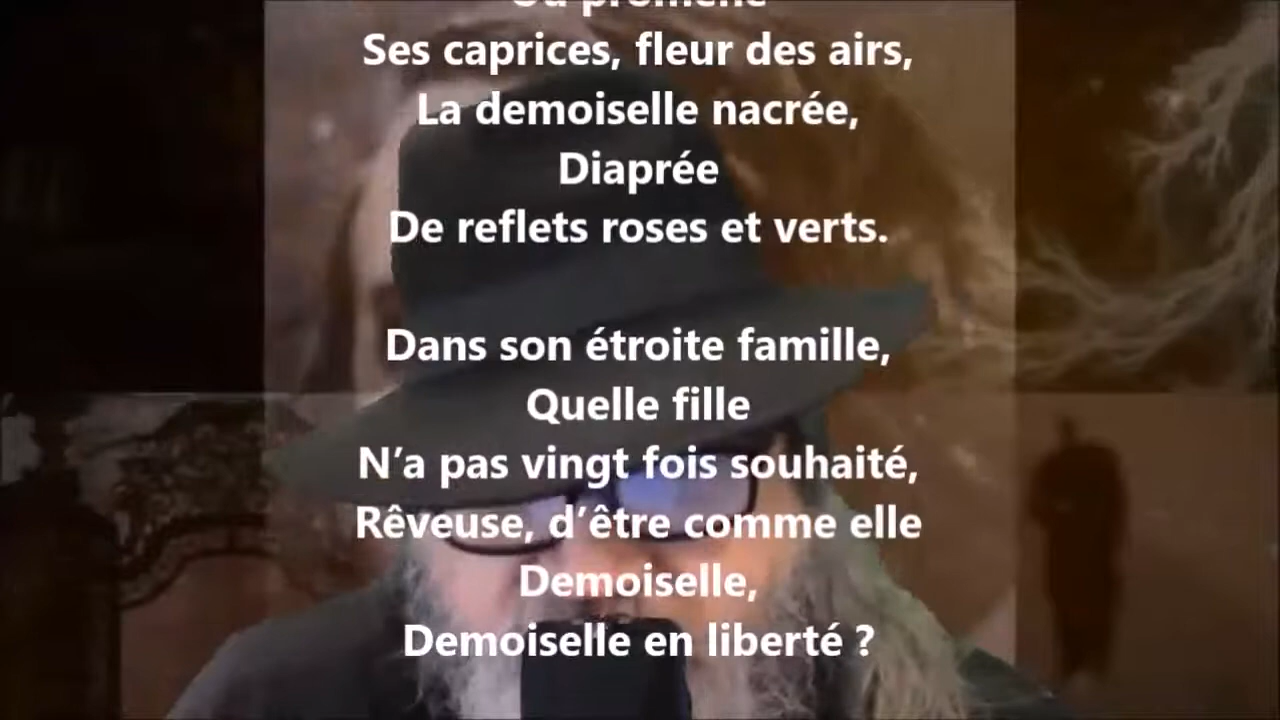 Ses caprices, fleur des airs,
La demoiselle nacrée,
Diaprée
De reflets roses et verts.
Dans son étroite famille,
Quelle fille
N’a pas vingt fois souhaité,
Rêveuse, d’être comme elle
Demoiselle,
Demoiselle en liberté ?